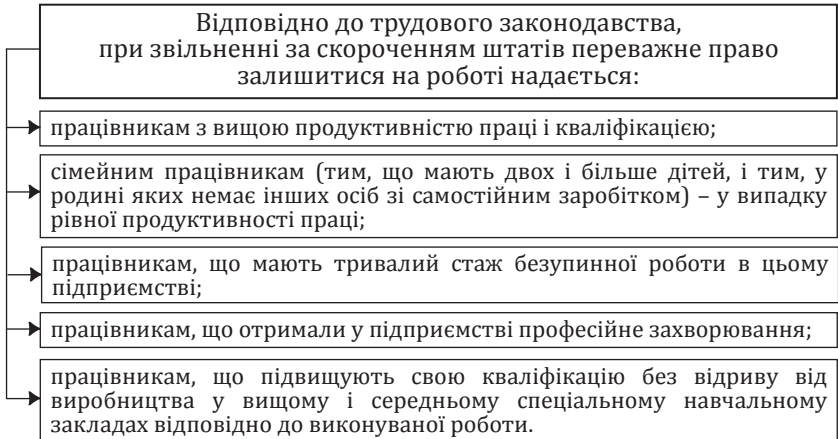 Відповідно до трудового законодавства,
при звільненні за скороченням штатів переважне право
залишитися на роботі надається:
працівникам з вищою продуктивністю праці і кваліфікацією;
сімейним працівникам (тим, що мають двох і більше дітей, і тим, у
родині яких немає інших осіб зі самостійним заробітком) – у випадку
рівної продуктивності праці;
працівникам, що мають тривалий стаж безупинної роботи в цьому
підприємстві;
працівникам, що отримали у підприємстві професійне захворювання;
працівникам, що підвищують свою кваліфікацію без відриву від
виробництва у вищому і середньому спеціальному навчальному
закладах відповідно до виконуваної роботи.